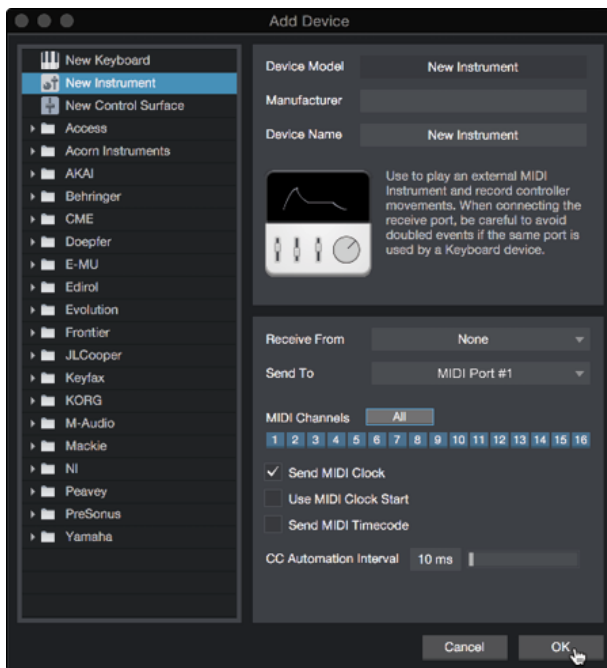 Add Device
New Keyboard
New Instrument
New Control Surface
Access
Acorn Instruments
AKAI
Behringer
CME
Doepfer
E-MU
Edirol
Evolution
Frontier
JLCooper
Keyfax
KORG
M-Audio
Mackie
NI
Peavey
PreSonus
Yamaha
Device Model New Instrument
Manufacturer
Device Name New Instrument
Use to play an external MIDI
Instrument and record controller
movements. When connecting the
receive port, be careful to avoid
doubled events if the same port is
used by a Keyboard device.
Receive From None
Send To MIDI Port #1
MIDI Channels All
1 2 3 4 5 6 7 8 9 10 11 12 13 14 15 16
Send MIDI Clock
Use MIDI Clock Start
Send MIDI Timecode
CC Automation Interval 10 ms
Cancel OK